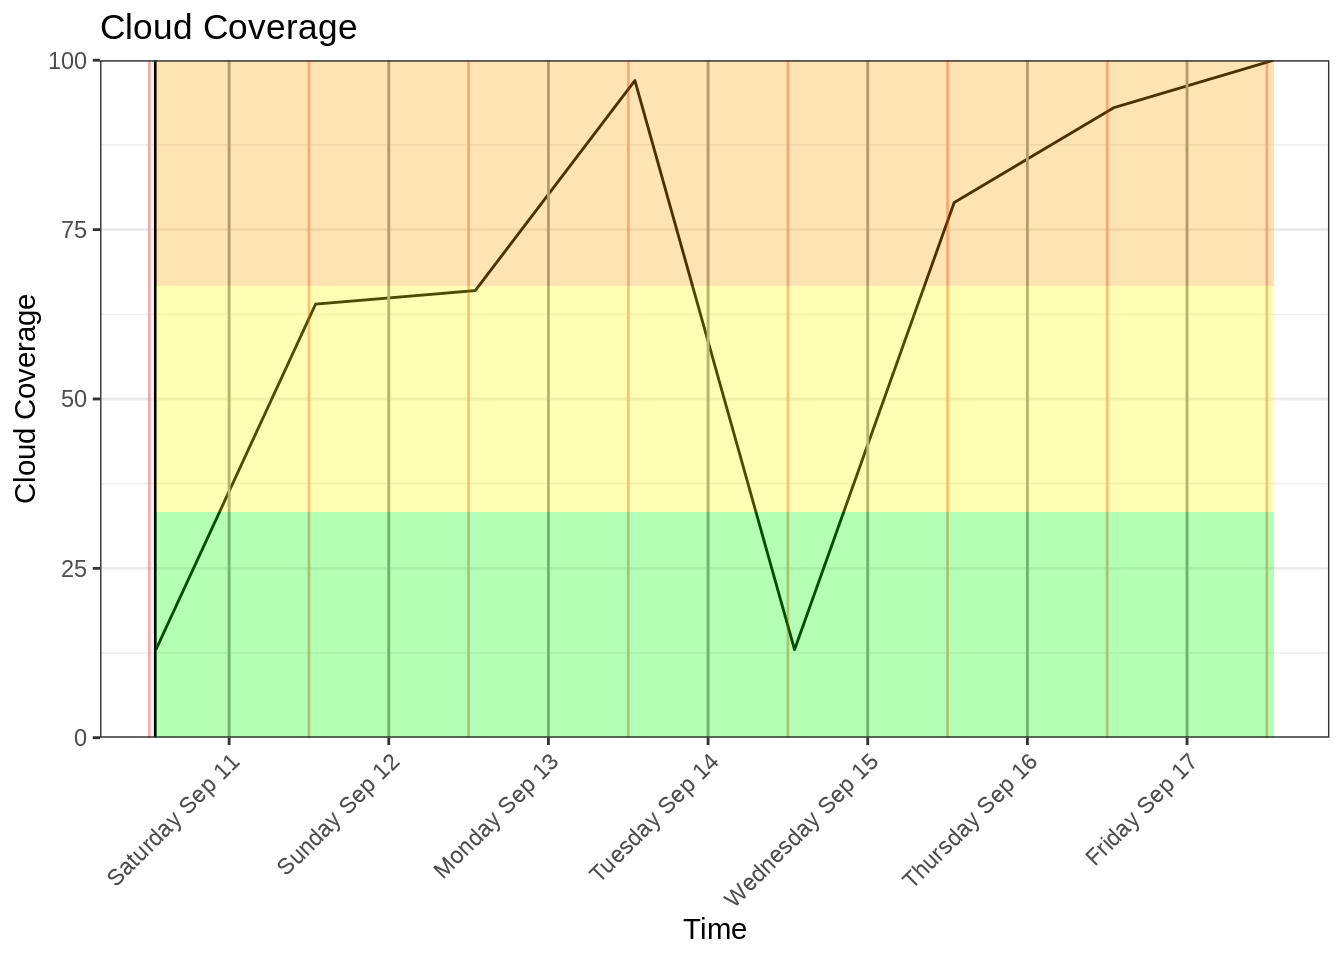 Cloud Coverage
Cloud Coverage
100
75
50
25
0
Saturday Sep 11
Sunday Sep 12
Monday Sep 13
Tuesday Sep 14
Wednesday Sep 15
Thursday Sep 16
Friday Sep 17
Time